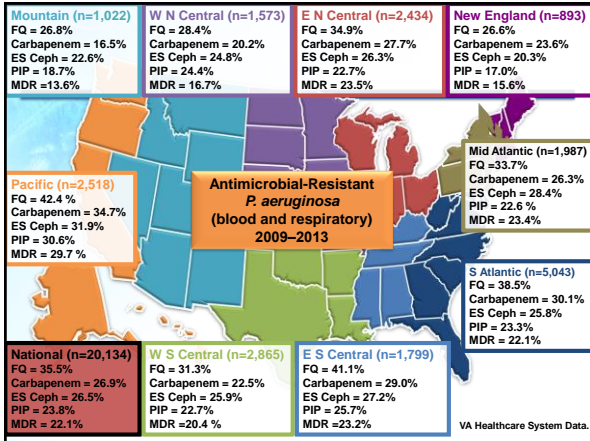 Mountain (n=1,022)
FQ = 26.8%
Carbapenem = 16.5%
ES Ceph = 22.6%
PIP = 18.7%
MDR =13.6%
W N Central (n=1,573)
FQ = 28.4%
Carbapenem = 20.2%
ES Ceph = 24.8%
PIP = 24.4%
MDR = 16.7%
E N Central (n=2,434)
FQ = 34.9%
Carbapenem = 27.7%
ES Ceph = 26.3%
PIP = 22.7%
MDR = 23.5%
New England (n=893)
FQ = 26.6%
Carbapenem = 23.6%
ES Ceph = 20.3%
PIP = 17.0%
MDR = 15.6%
Mid Atlantic (n=1,987)
FQ =33.7%
Carbapenem = 26.3%
ES Ceph = 28.4%
PIP = 22.6 %
MDR = 23.4%
Pacific (n=2,518)
FQ = 42.4 %
Carbapenem = 34.7%
ES Ceph = 31.9%
PIP = 30.6%
MDR = 29.7 %
Antimicrobial-Resistant
P. aeruginosa
(blood and respiratory)
2009–2013
S Atlantic (n=5,043)
FQ = 38.5%
Carbapenem = 30.1%
ES Ceph = 25.8%
PIP = 23.3%
MDR = 22.1%
National (n=20,134)
FQ = 35.5%
Carbapenem = 26.9%
ES Ceph = 26.5%
PIP = 23.8%
MDR = 22.1%
W S Central (n=2,865)
FQ = 31.3%
Carbapenem = 22.5%
ES Ceph = 25.9%
PIP = 22.7%
MDR =20.4 %
E S Central (n=1,799)
FQ = 41.1%
Carbapenem = 29.0%
ES Ceph = 27.2%
PIP = 25.7%
MDR =23.2%
VA Healthcare System Data.